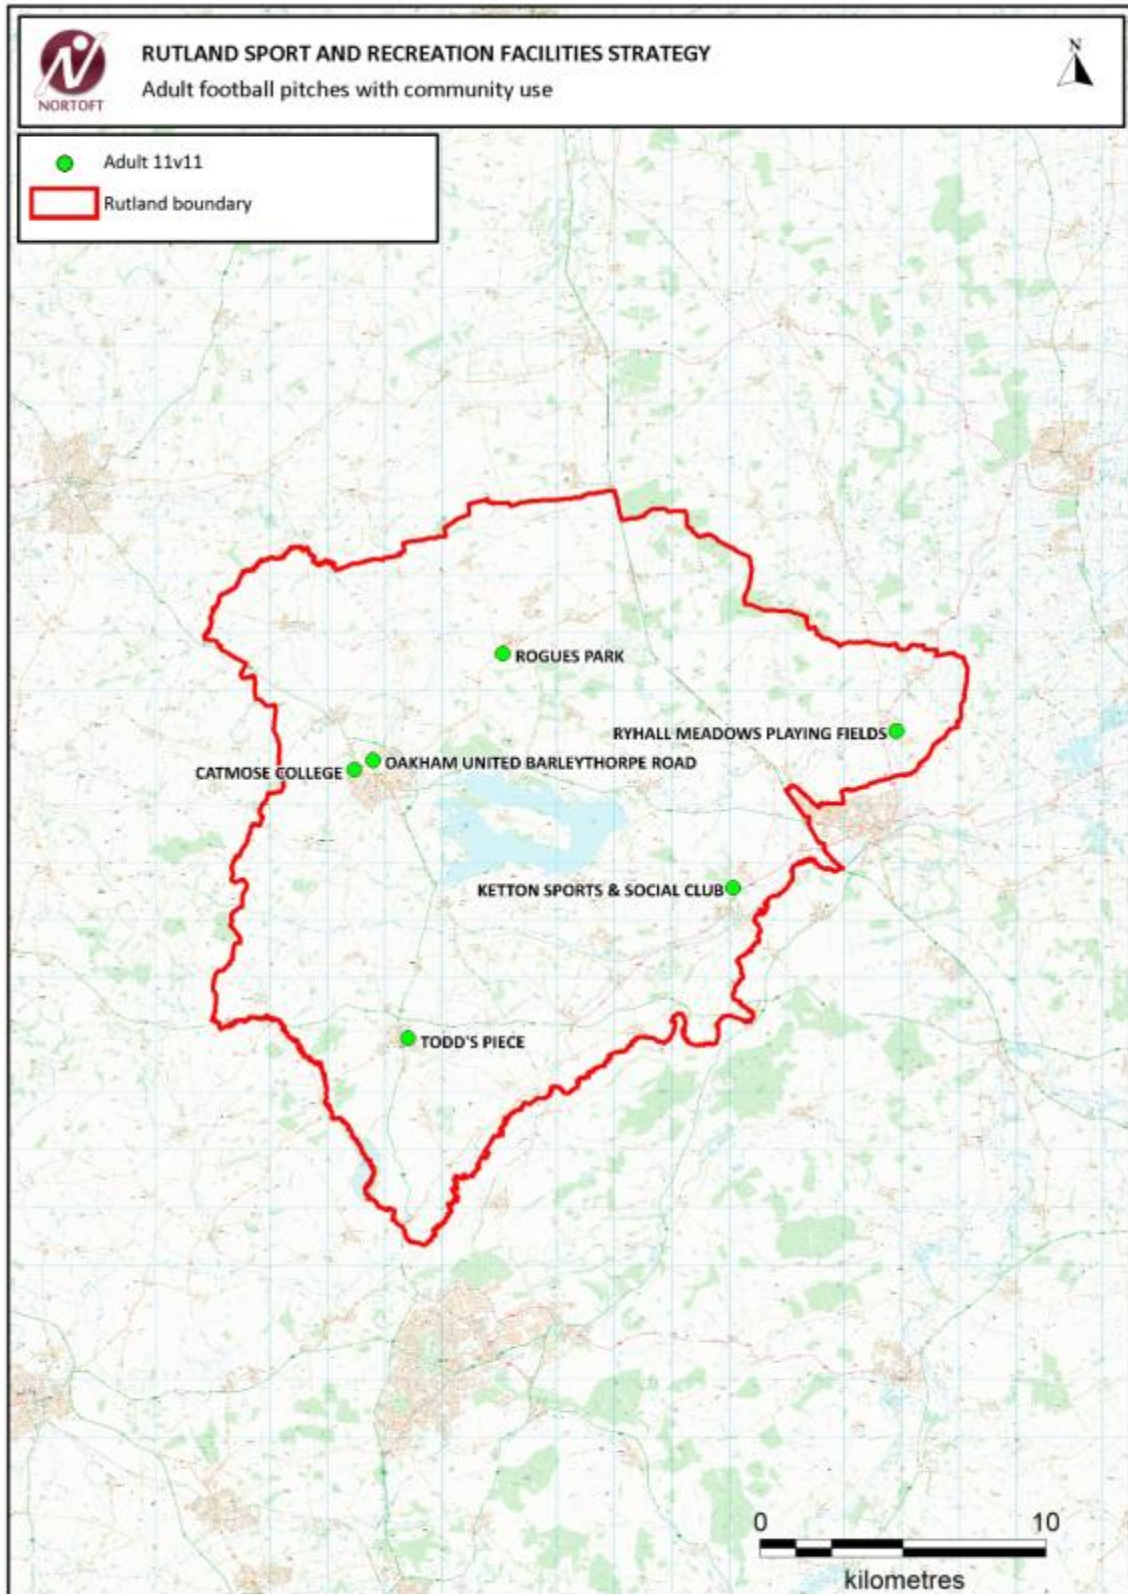 RUTLAND SPORT AND RECREATION FACILITIES STRATEGY
Adult football pitches with community use
N
NORTOFT
Adult 11v11
Rutland boundary
ROGUES PARK
RYHALL MEADOWS PLAYING FIELDS
OAKHAM UNITED BARLEYTHORPE ROAD
CATMOSE COLLEGE
KETTON SPORTS & SOCIAL CLUB
TODD'S PIECE
0 10
kilometres